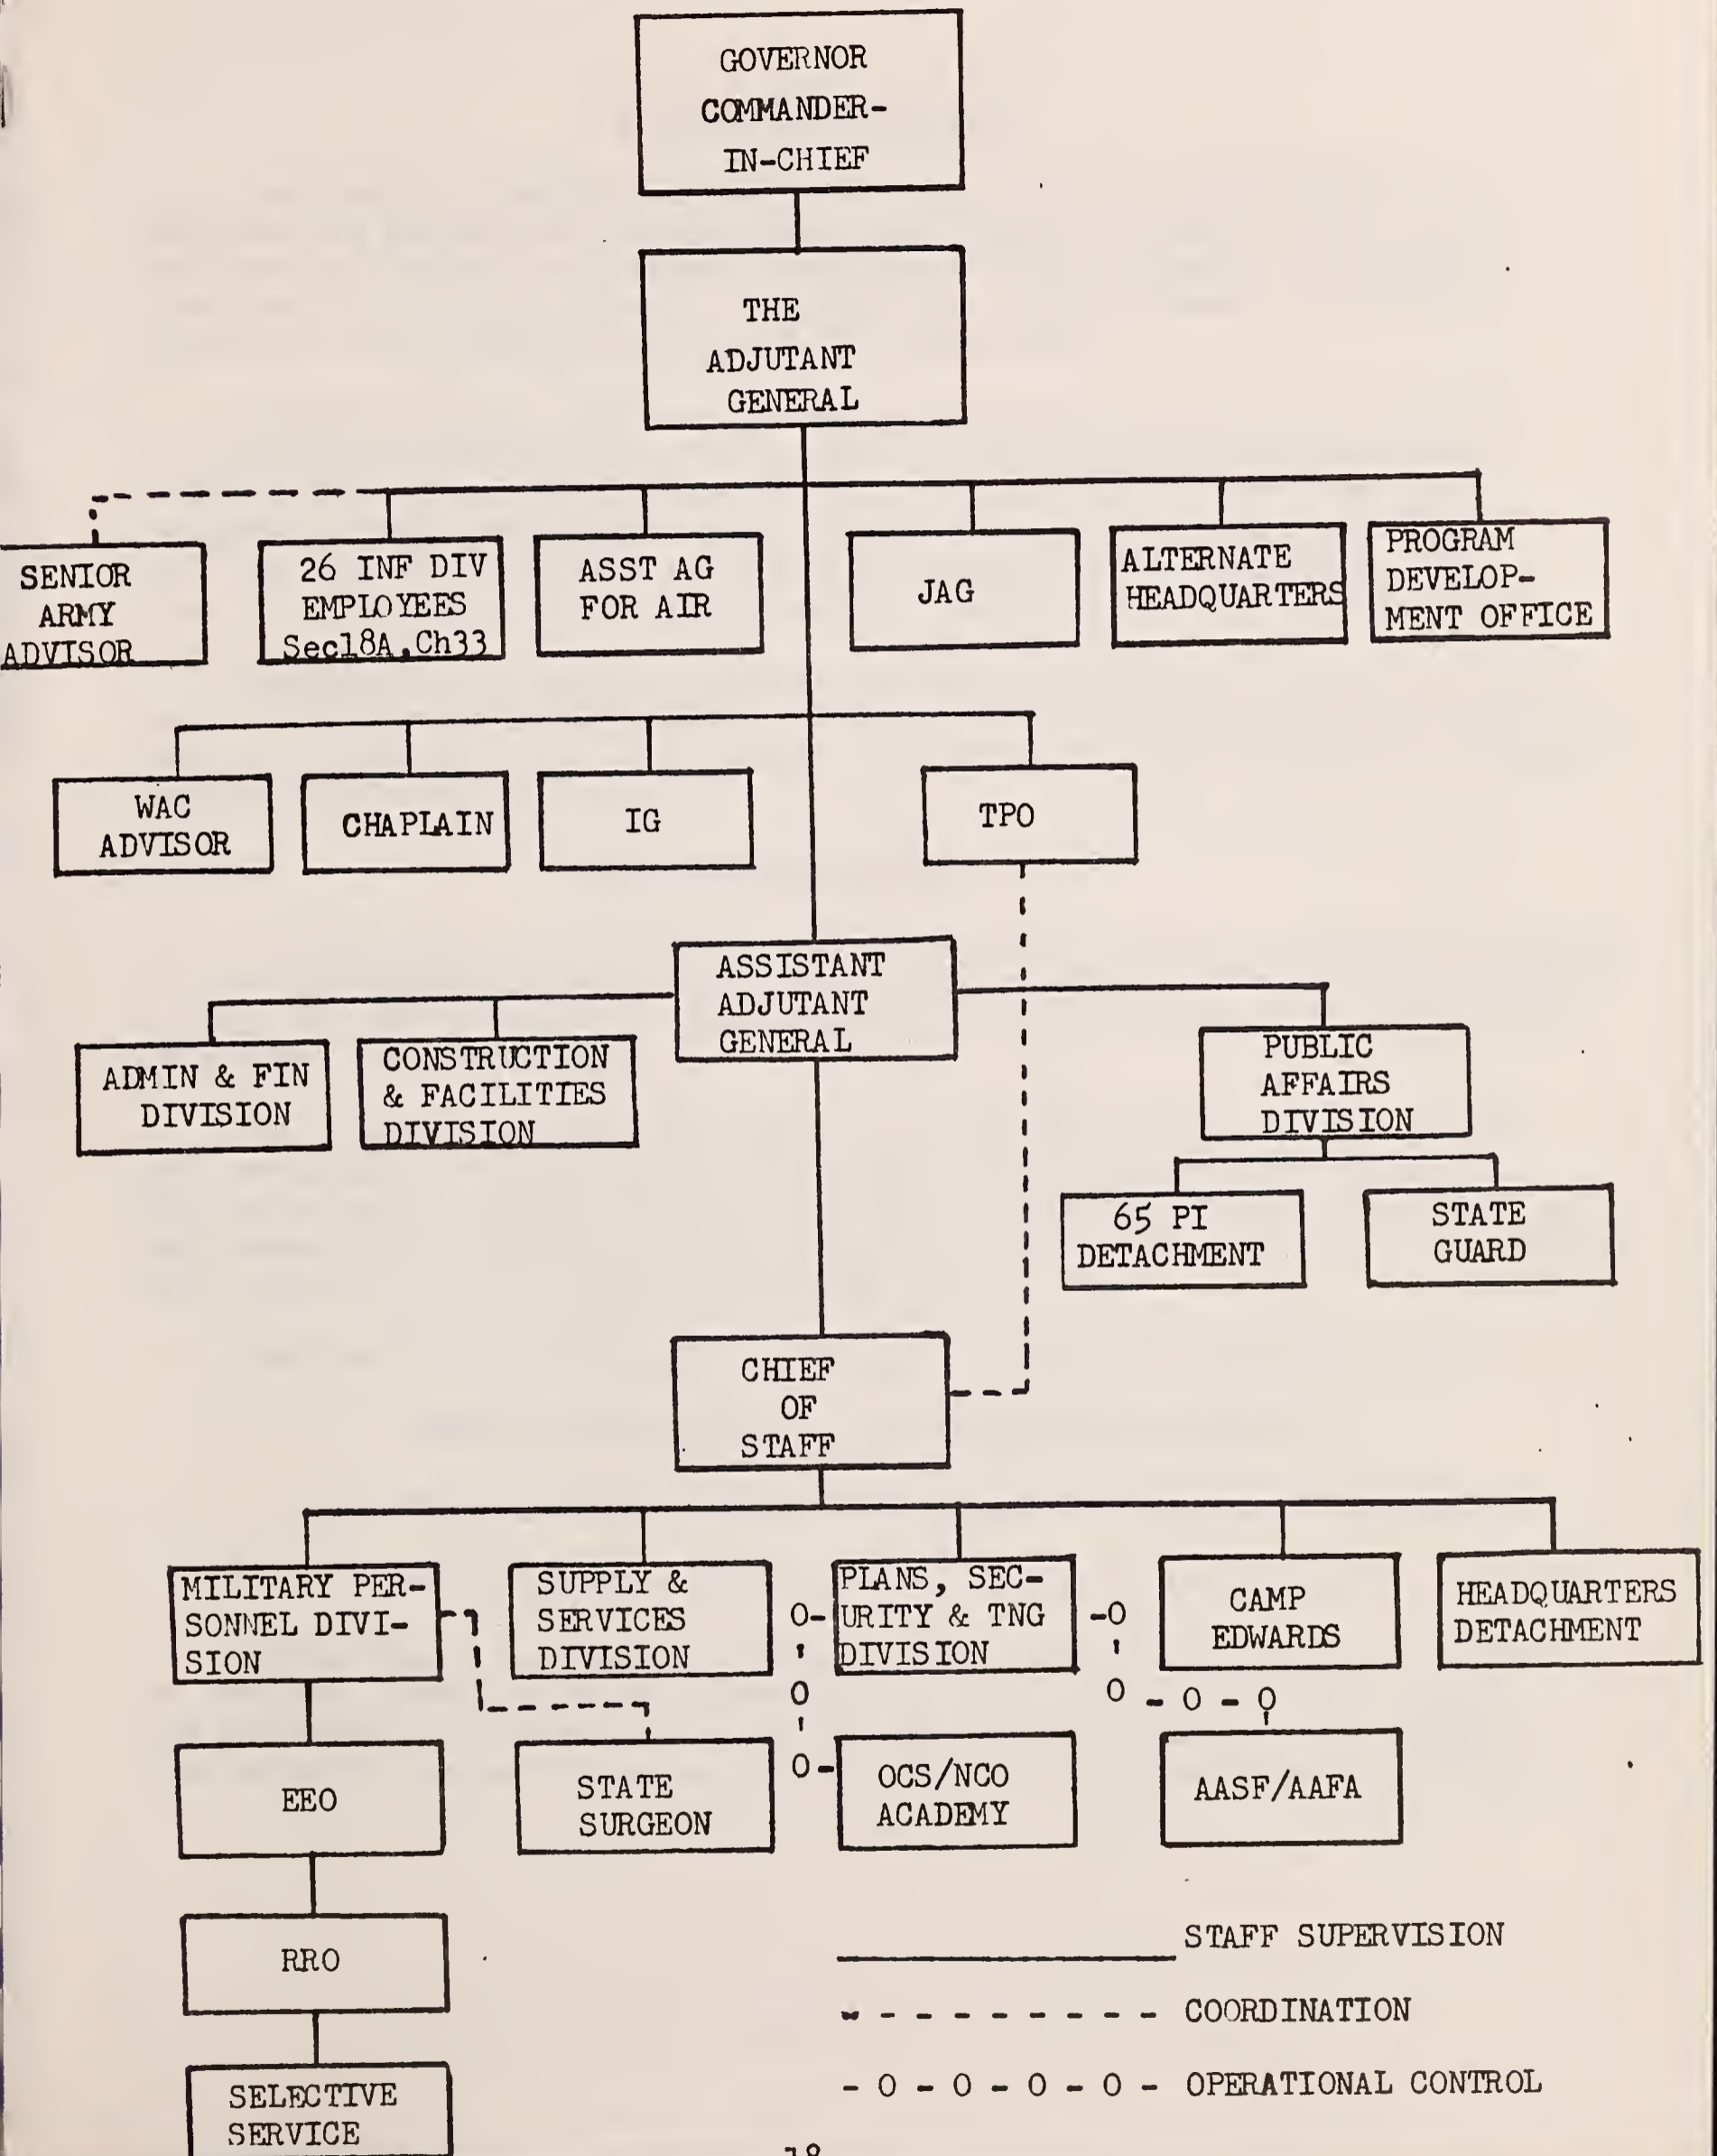 GOVERNOR
COMMANDER-
IN-CHIEF
THE
ADJUTANT
GENERAL
SENIOR
ARMY
ADVISOR
26 INF DIV
EMPLOYEES
Sec18A,Ch33
ASST AG
FOR AIR
JAG
ALTERNATE
HEADQUARTERS
PROGRAM
DEVELOP-
MENT OFFICE
WAC
ADVISOR
CHAPLAIN
IG
TPO
ASSISTANT
ADJUTANT
GENERAL
ADMIN & FIN
DIVISION
CONSTRUCTION
& FACILITIES
DIVISION
PUBLIC
AFFAIRS
DIVISION
65 PI
DETACHMENT
STATE
GUARD
CHIEF
OF
STAFF
MILITARY PER-
SONNEL DIVI-
SION
SUPPLY &
SERVICES
DIVISION
PLANS, SEC-
URITY & TNG
DIVISION
CAMP
EDWARDS
HEADQUARTERS
DETACHMENT
EEO
STATE
SURGEON
OCS/NCO
ACADEMY
AASF/AAFA
RRO
SELECTIVE
SERVICE
STAFF SUPERVISION
- - - - - - - - - COORDINATION
- O - O - O - O - OPERATIONAL CONTROL